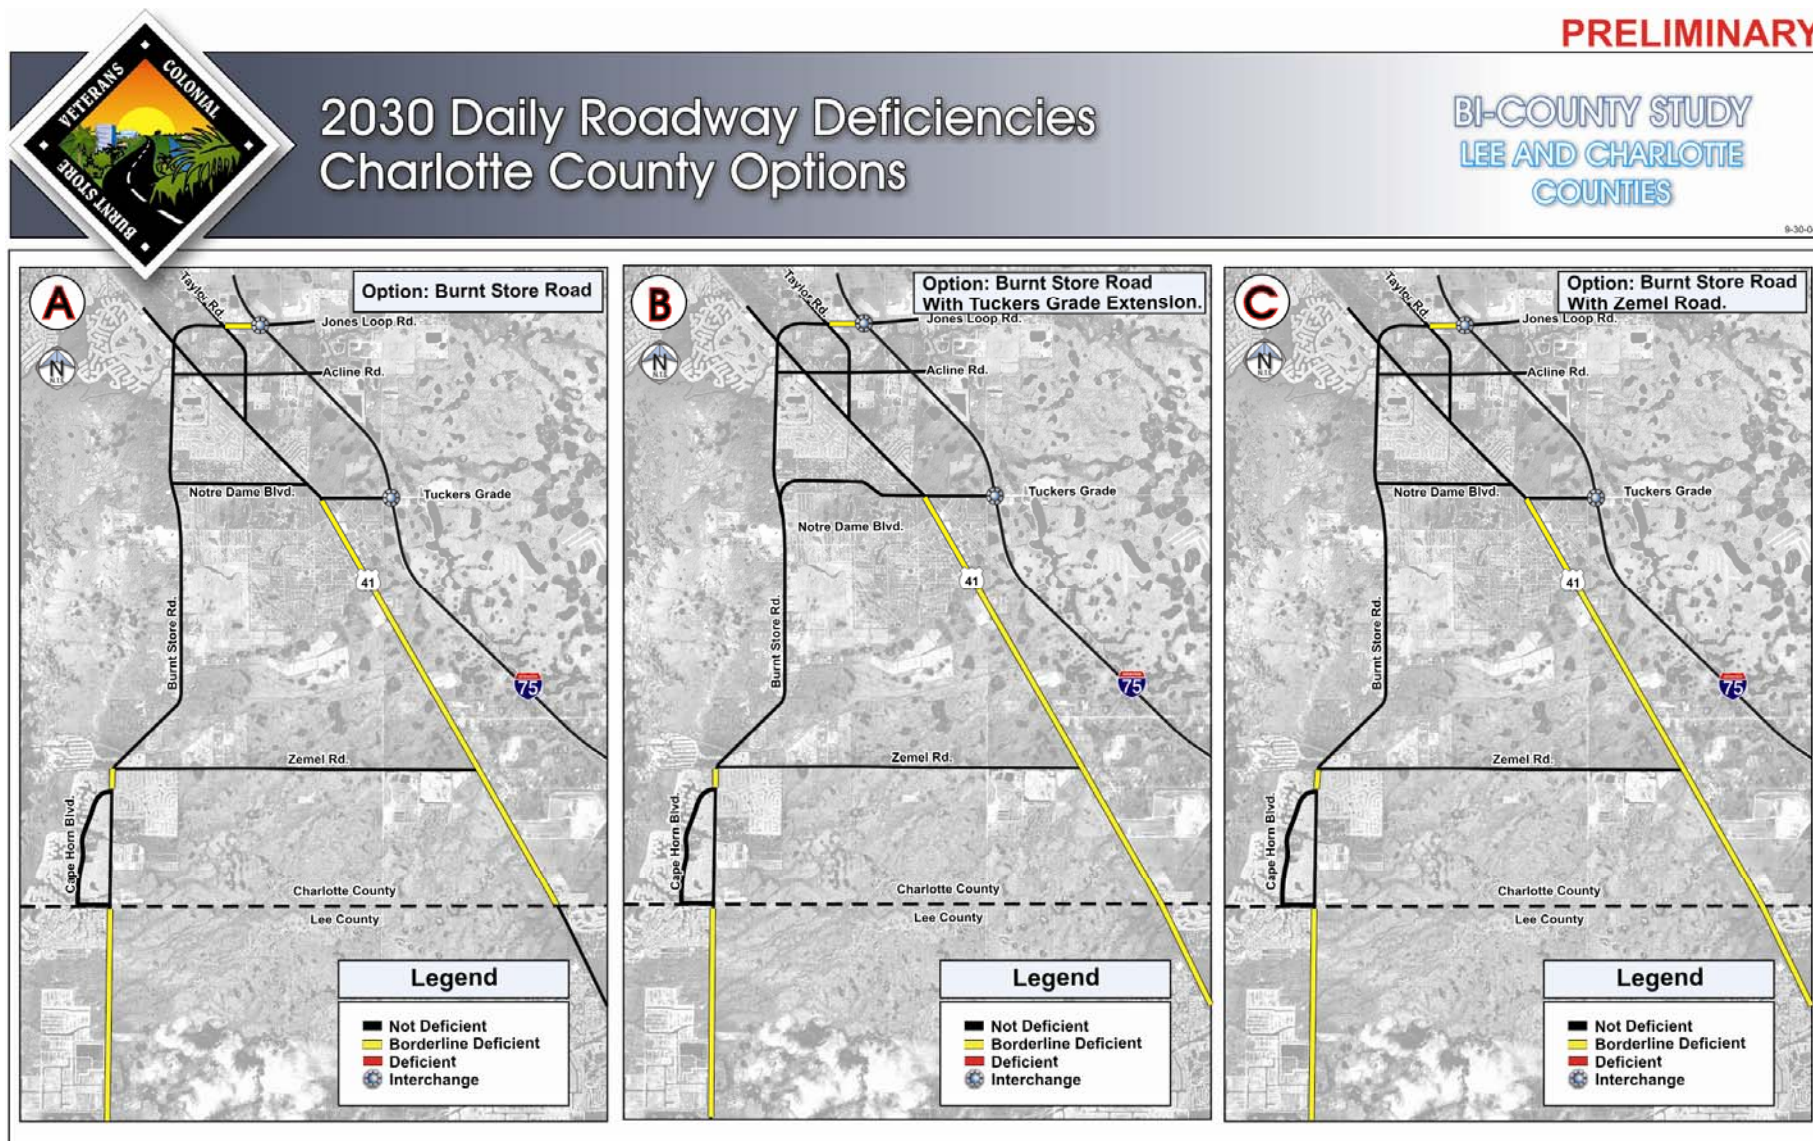 PRELIMINARY
VETERANS
COLONIAL
BURNT STORE
2030 Daily Roadway Deficiencies
Charlotte County Options
BI-COUNTY STUDY
LEE AND CHARLOTTE
COUNTIES
A
Option: Burnt Store Road
Taylor Rd.
Jones Loop Rd.
N
Acline Rd.
Notre Dame Blvd.
Tuckers Grade
41
Burnt Store Rd.
75
Zemel Rd.
Cape Horn Blvd.
Charlotte County
Lee County
Legend
Not Deficient
Borderline Deficient
Deficient
Interchange
B
Option: Burnt Store Road
With Tuckers Grade Extension.
Taylor Rd.
Jones Loop Rd.
N
Acline Rd.
Tuckers Grade
Notre Dame Blvd.
41
Burnt Store Rd.
75
Zemel Rd.
Cape Horn Blvd.
Charlotte County
Lee County
Legend
Not Deficient
Borderline Deficient
Deficient
Interchange
C
Option: Burnt Store Road
With Zemel Road.
Taylor Rd.
Jones Loop Rd.
N
Acline Rd.
Notre Dame Blvd.
Tuckers Grade
41
Burnt Store Rd.
75
Zemel Rd.
Cape Horn Blvd.
Charlotte County
Lee County
Legend
Not Deficient
Borderline Deficient
Deficient
Interchange